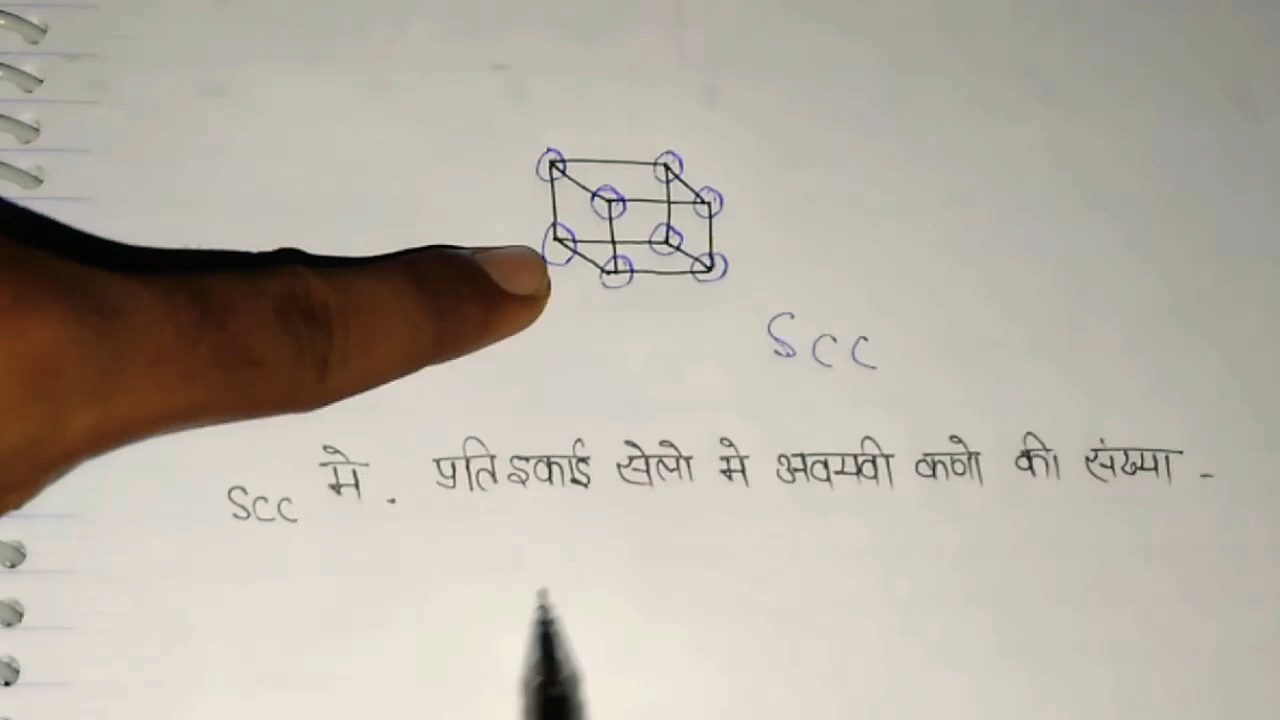 Scc
Scc मे . प्रति इकाई सेलो मे अवयवी कणो की संख्या -